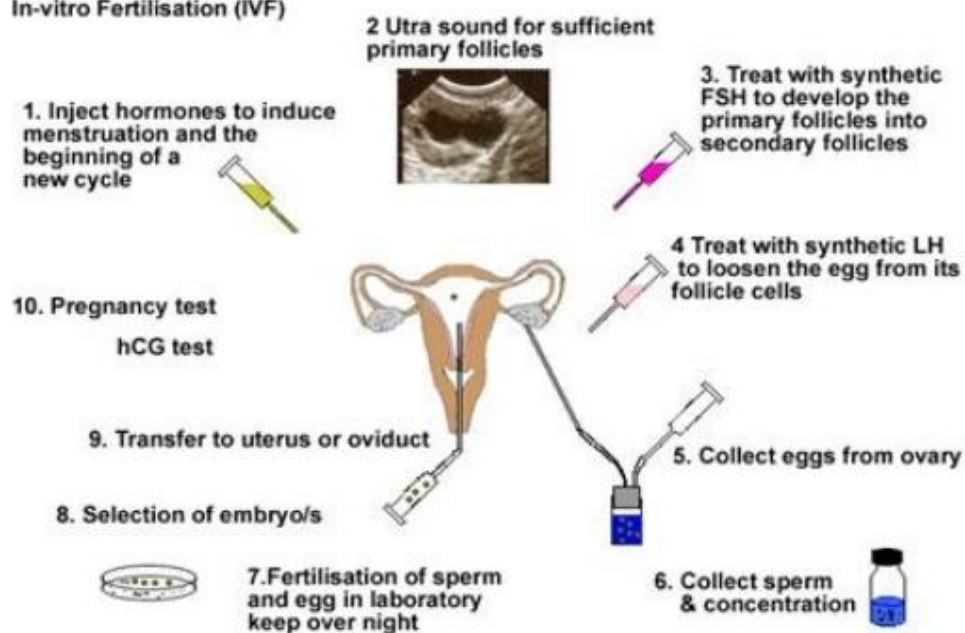 In-vitro Fertilisation (IVF)
1. Inject hormones to induce
menstruation and the
beginning of a
new cycle
2 Utra sound for sufficient
primary follicles
3. Treat with synthetic
FSH to develop the
primary follicles into
secondary follicles
4 Treat with synthetic LH
to loosen the egg from its
follicle cells
5. Collect eggs from ovary
6. Collect sperm
& concentration
7.Fertilisation of sperm
and egg in laboratory
keep over night
8. Selection of embryo/s
9. Transfer to uterus or oviduct
10. Pregnancy test
hCG test